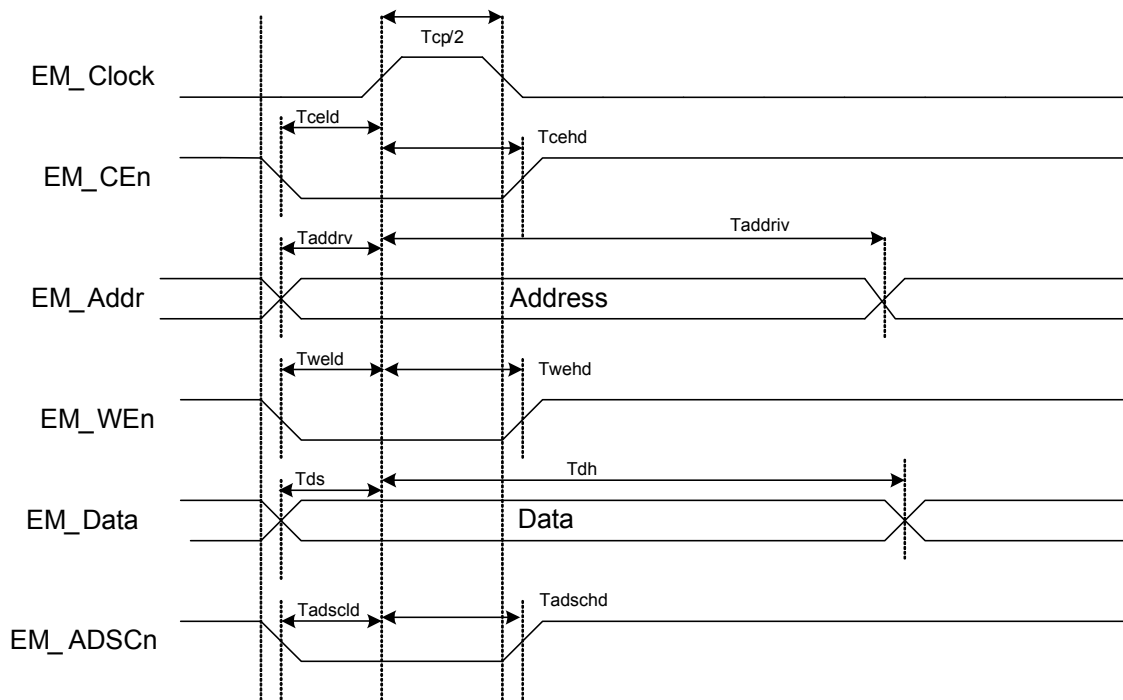 Tcp/2
EM_Clock
Tceld
Tcehd
EM_CEn
Taddrv
Taddriv
EM_Addr
Address
Tweld
Twehd
EM_WEn
Tds
Tdh
EM_Data
Data
Tadscld
Tadschd
EM_ADSCn